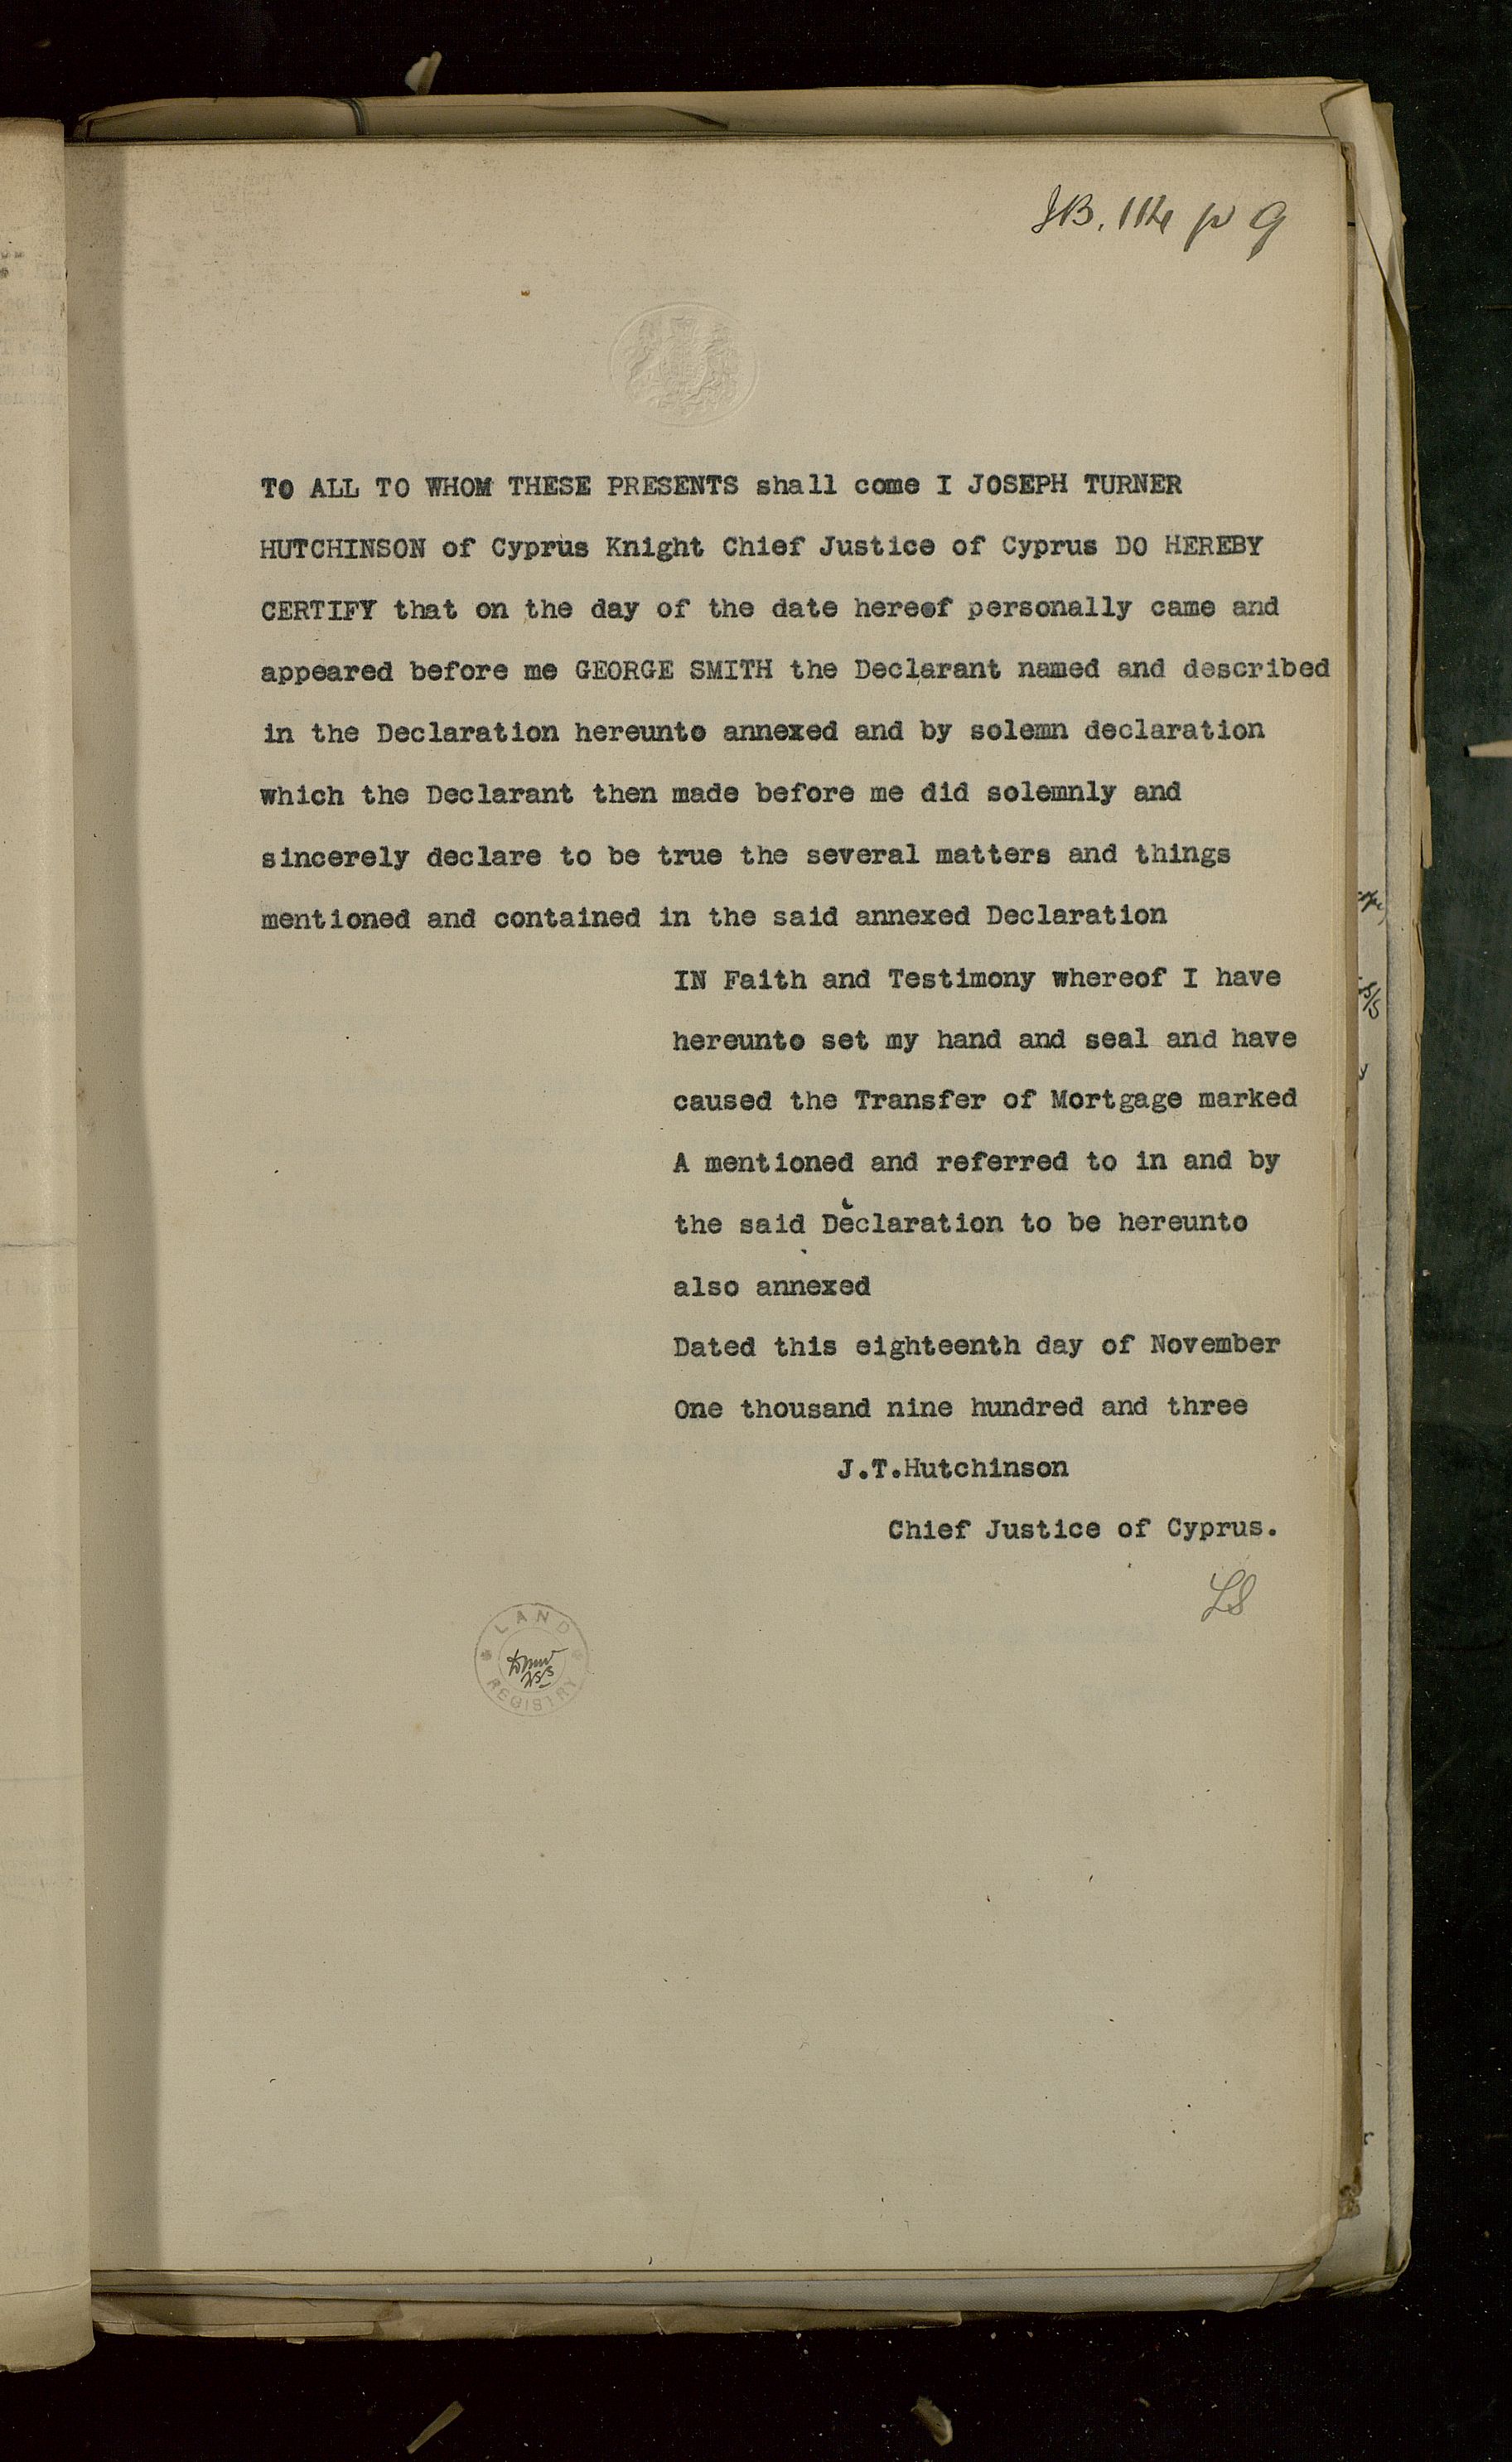 p 9
TO ALL TO WHOM THESE PRESENTS shall come I JOSEPH TURNER
HUTCHINSON of Cyprus Knight Chief Justice of Cyprus DO HEREBY
CERTIFY that on the day of the date hereof personally came and
appeared before me GEORGE SMITH the Declarant named and described
in the Declaration hereunto annexed and by solemn declaration
which the Declarant then made before me did solemnly and
sincerely declare to be true the several matters and things
mentioned and contained in the said annexed Declaration
IN Faith and Testimony whereof I have
hereunto set my hand and seal and have
caused the Transfer of Mortgage marked
A mentioned and referred to in and by
the said Declaration to be hereunto
also annexed
Dated this eighteenth day of November
One thousand nine hundred and three
J.T.Hutchinson
Chief Justice of Cyprus.
LS
LAND
REGISTRY